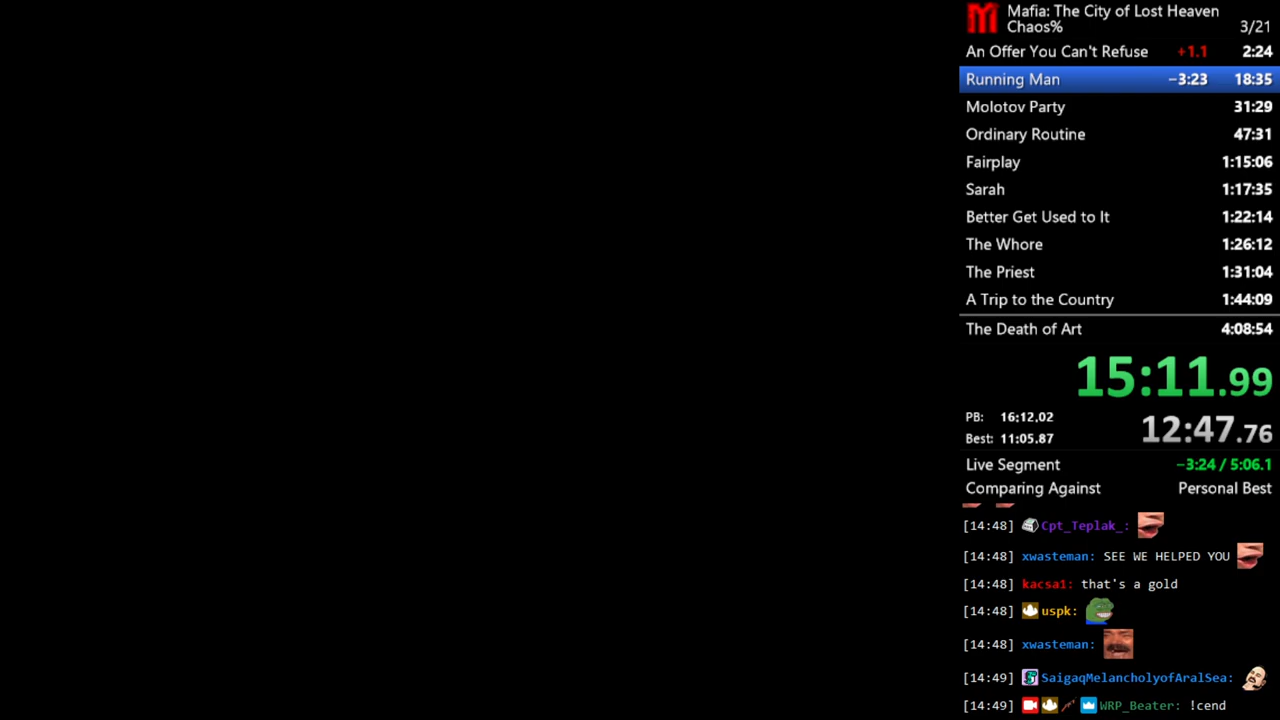 Mafia: The City of Lost Heaven
Chaos% 3/21
An Offer You Can't Refuse +1.1 2:24
Running Man −3:23 18:35
Molotov Party 31:29
Ordinary Routine 47:31
Fairplay 1:15:06
Sarah 1:17:35
Better Get Used to It 1:22:14
The Whore 1:26:12
The Priest 1:31:04
A Trip to the Country 1:44:09
The Death of Art 4:08:54
15:11.99
PB: 16:12.02
12:47.76
Best: 11:05.87
Live Segment −3:24 / 5:06.1
Comparing Against Personal Best
[14:48] Cpt_Teplak_:
[14:48] xwasteman: SEE WE HELPED YOU
[14:48] kacsa1: that's a gold
[14:48] uspk:
[14:48] xwasteman:
[14:49] SaigaqMelancholyofAralSea:
[14:49] WRP_Beater: !cend